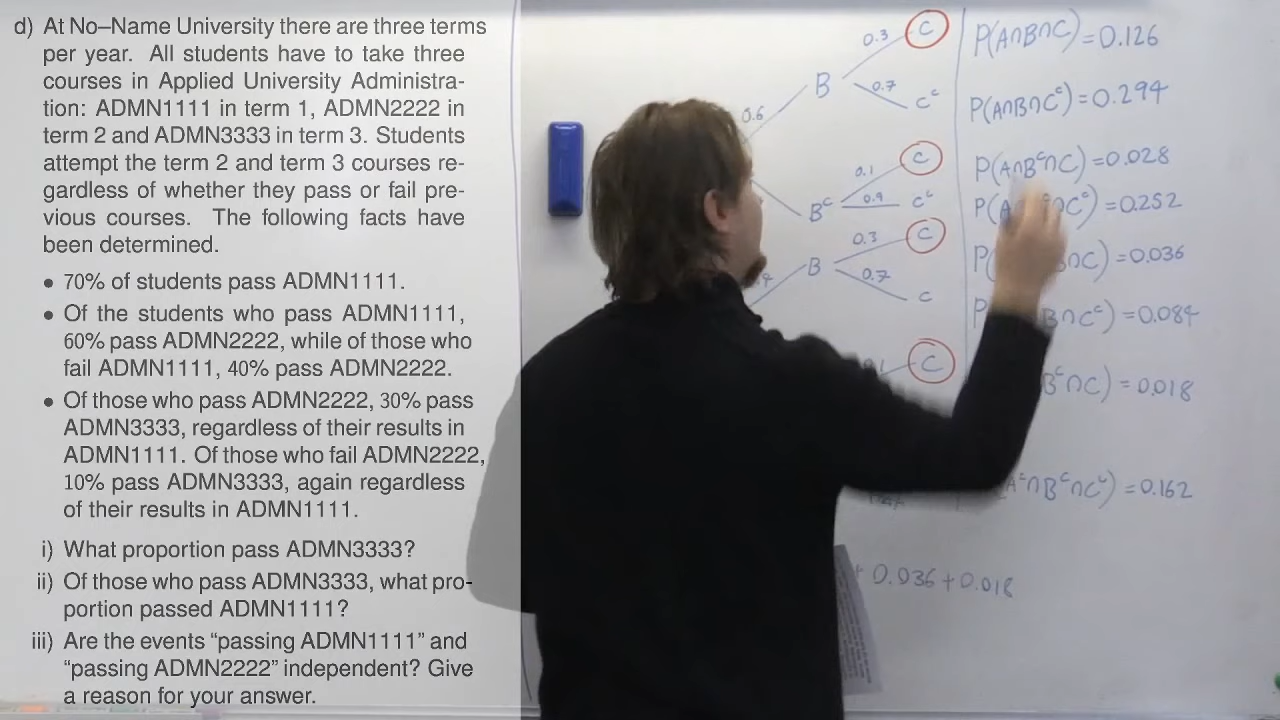 d) At No–Name University there are three terms
per year. All students have to take three
courses in Applied University Administra-
tion: ADMN1111 in term 1, ADMN2222 in
term 2 and ADMN3333 in term 3. Students
attempt the term 2 and term 3 courses re-
gardless of whether they pass or fail pre-
vious courses. The following facts have
been determined.
• 70% of students pass ADMN1111.
• Of the students who pass ADMN1111,
60% pass ADMN2222, while of those who
fail ADMN1111, 40% pass ADMN2222.
• Of those who pass ADMN2222, 30% pass
ADMN3333, regardless of their results in
ADMN1111. Of those who fail ADMN2222,
10% pass ADMN3333, again regardless
of their results in ADMN1111.
i) What proportion pass ADMN3333?
ii) Of those who pass ADMN3333, what pro-
portion passed ADMN1111?
iii) Are the events “passing ADMN1111” and
“passing ADMN2222” independent? Give
a reason for your answer.
0.3 C
B
0.7 Cᶜ
0.6
0.1 C
Bᶜ 0.9 Cᶜ
0.3 C
B
0.7 C
C
P(A∩B∩C)=0.126
P(A∩B∩Cᶜ)=0.294
P(A∩Bᶜ∩C)=0.028
∩Cᶜ)=0.252
∩C)=0.036
B∩Cᶜ)=0.084
Bᶜ∩C)=0.018
Aᶜ∩Bᶜ∩Cᶜ)=0.162
+ 0.036+0.018